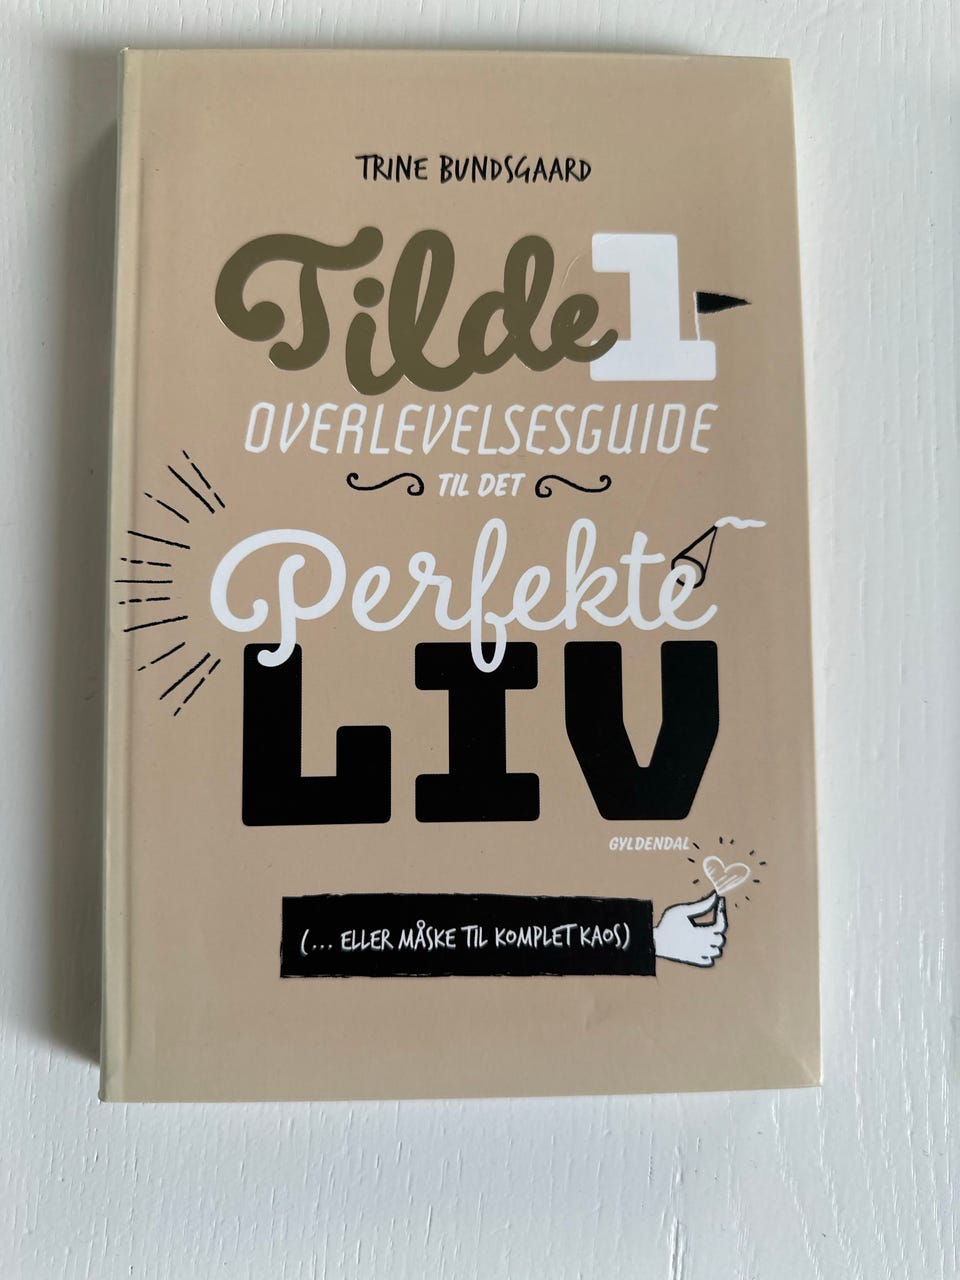 TRINE BUNDSGAARD
Tilde 1
OVERLEVELSESGUIDE
TIL DET
Perfekte
LIV
GYLDENDAL
(... ELLER MÅSKE TIL KOMPLET KAOS)